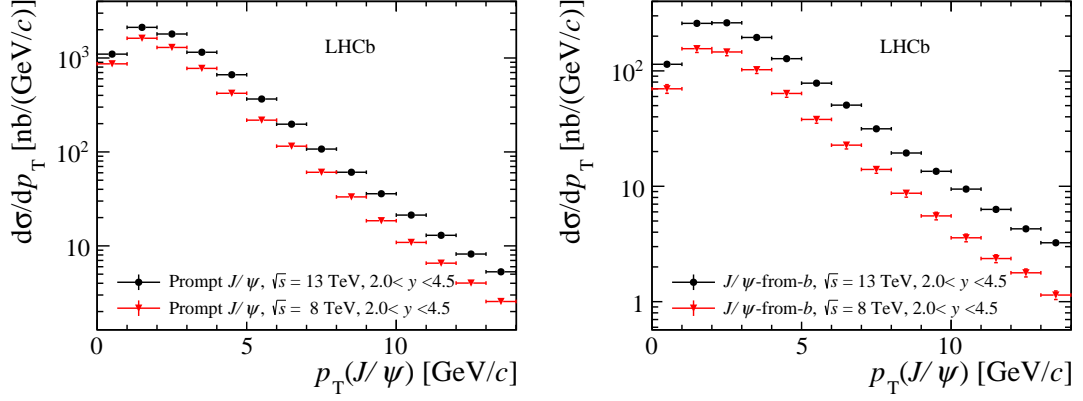 dσ/dp_T [nb/(GeV/c)]
10³
10²
10
LHCb
Prompt J/ψ, √s = 13 TeV, 2.0< y <4.5
Prompt J/ψ, √s = 8 TeV, 2.0< y <4.5
0 5 10
p_T(J/ψ) [GeV/c]
dσ/dp_T [nb/(GeV/c)]
10²
10
1
LHCb
J/ψ-from-b, √s = 13 TeV, 2.0< y <4.5
J/ψ-from-b, √s = 8 TeV, 2.0< y <4.5
0 5 10
p_T(J/ψ) [GeV/c]